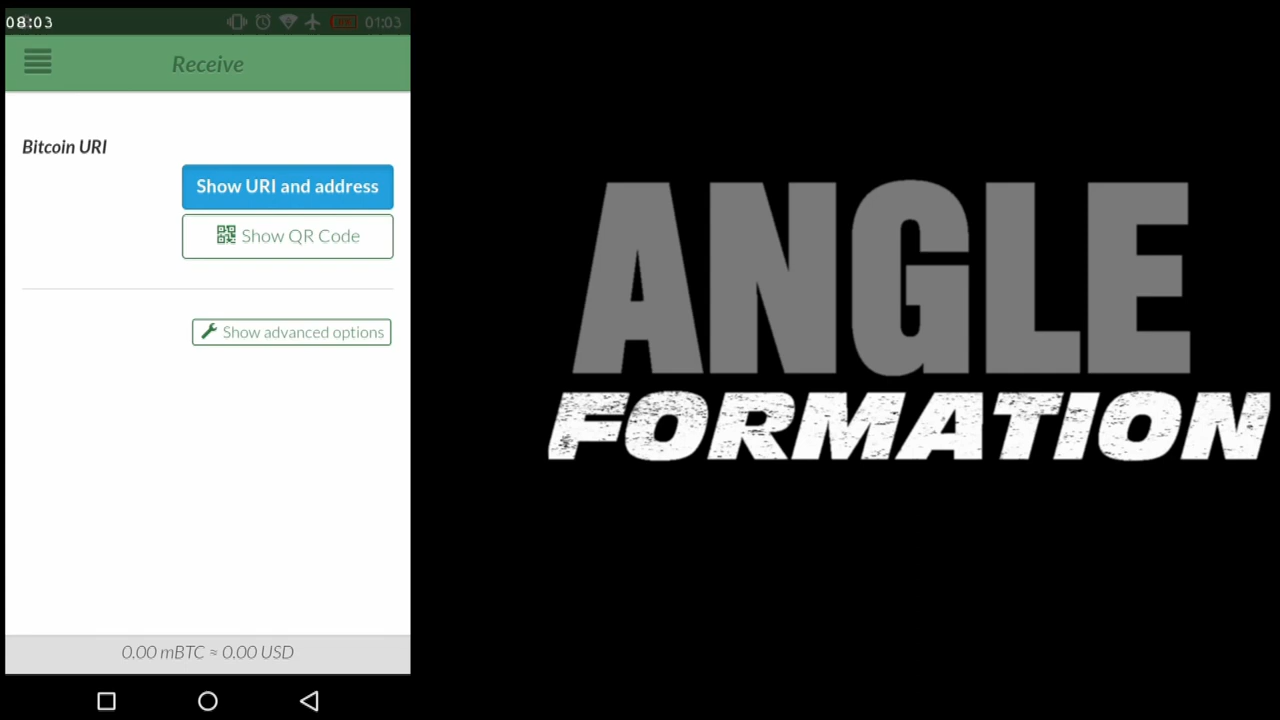 08:03
01:03
Receive
Bitcoin URI
Show URI and address
Show QR Code
Show advanced options
0.00 mBTC ≈ 0.00 USD
ANGLE
FORMATION